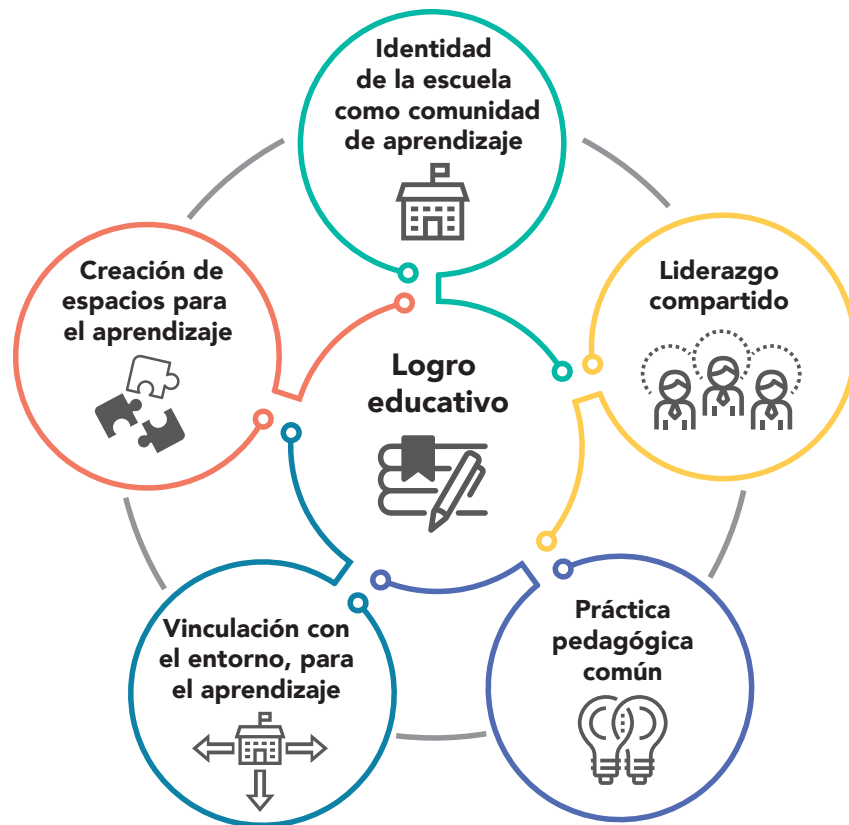 Identidad
de la escuela
como comunidad
de aprendizaje
Liderazgo
compartido
Práctica
pedagógica
común
Vinculación con
el entorno, para
el aprendizaje
Creación de
espacios para
el aprendizaje
Logro
educativo